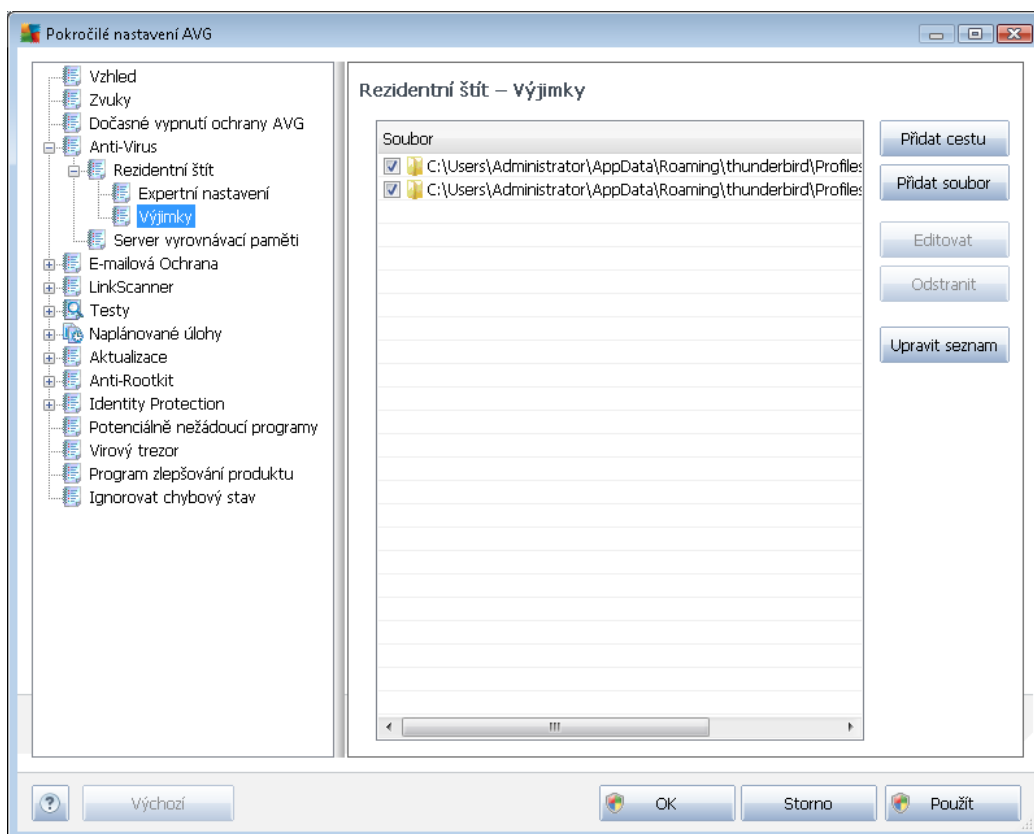 Pokročilé nastavení AVG
Vzhled
Zvuky
Dočasné vypnutí ochrany AVG
Anti-Virus
Rezidentní štít
Expertní nastavení
Výjimky
Server vyrovnávací paměti
E-mailová Ochrana
LinkScanner
Testy
Naplánované úlohy
Aktualizace
Anti-Rootkit
Identity Protection
Potenciálně nežádoucí programy
Virový trezor
Program zlepšování produktu
Ignorovat chybový stav
Rezidentní štít – Výjimky
Soubor
C:\Users\Administrator\AppData\Roaming\thunderbird\Profiles
C:\Users\Administrator\AppData\Roaming\thunderbird\Profiles
Přidat cestu
Přidat soubor
Editovat
Odstranit
Upravit seznam
Výchozí
OK
Storno
Použít